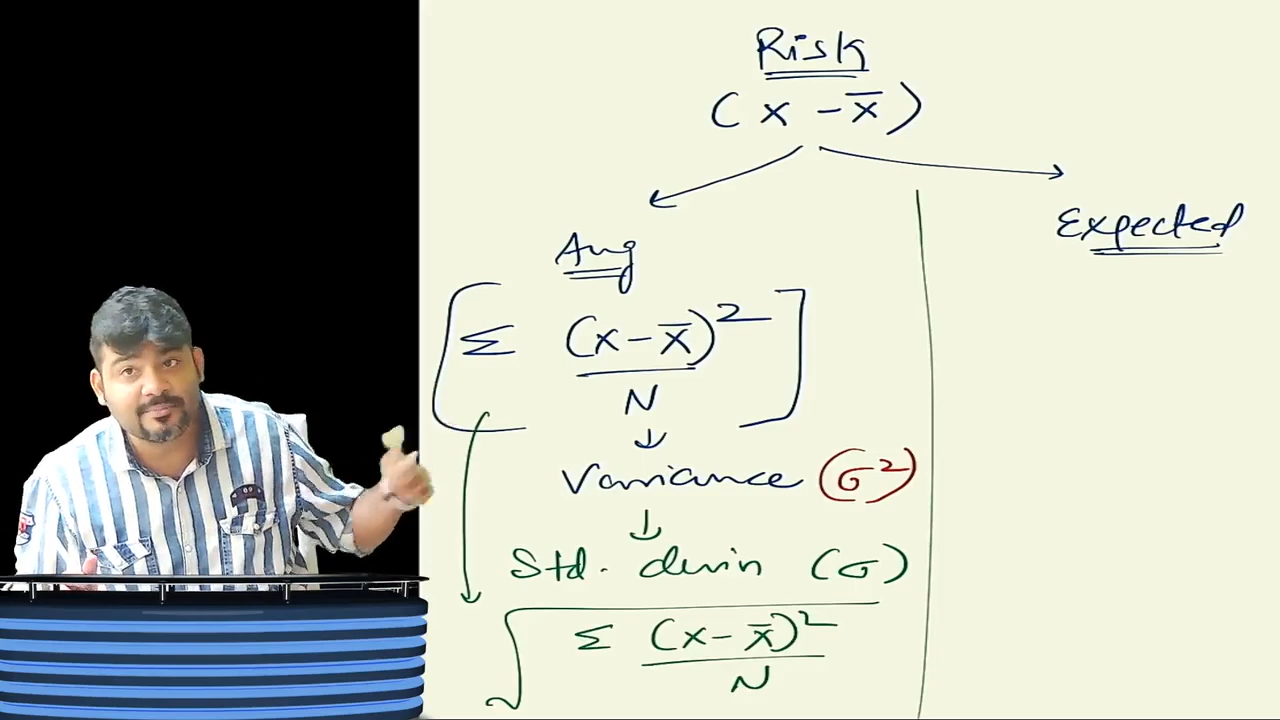 Risk
(x - x̄)
Avg
Expected
[Σ (x-x̄)²/N]
Variance (σ²)
Std. devin (σ)
√Σ (x-x̄)²/N